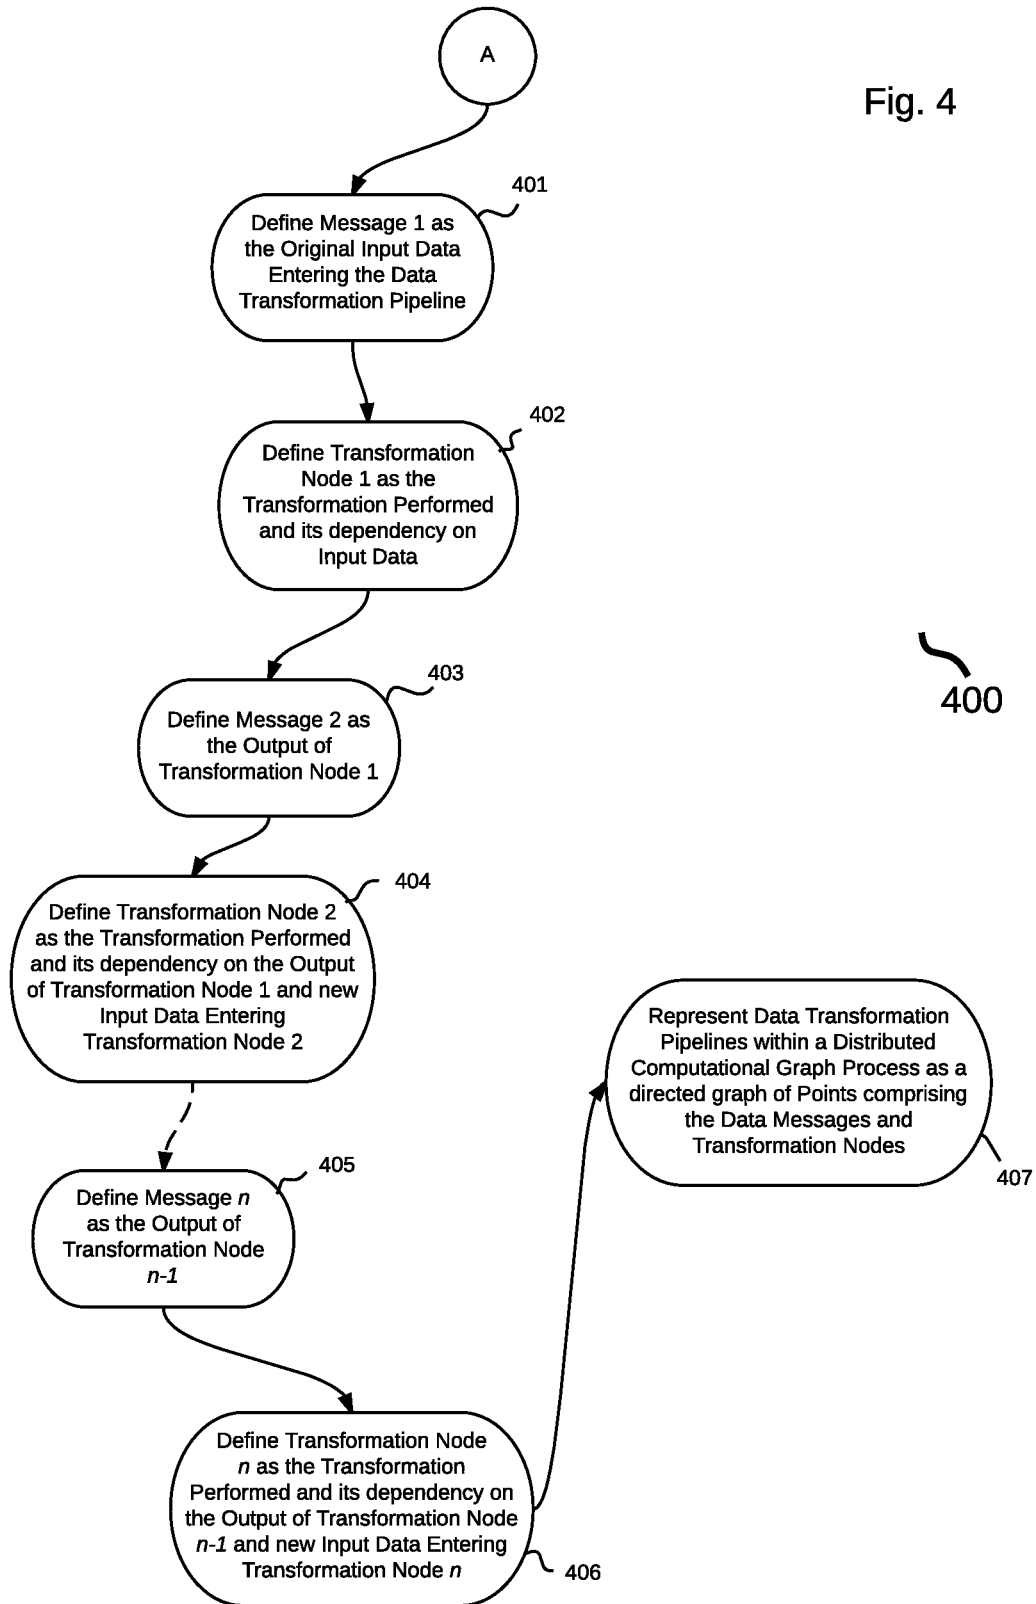 A
Fig. 4
401
Define Message 1 as
the Original Input Data
Entering the Data
Transformation Pipeline
402
Define Transformation
Node 1 as the
Transformation Performed
and its dependency on
Input Data
403
Define Message 2 as
the Output of
Transformation Node 1
400
404
Define Transformation Node 2
as the Transformation Performed
and its dependency on the Output
of Transformation Node 1 and new
Input Data Entering
Transformation Node 2
405
Define Message n
as the Output of
Transformation Node
n-1
406
Define Transformation Node
n as the Transformation
Performed and its dependency on
the Output of Transformation Node
n-1 and new Input Data Entering
Transformation Node n
Represent Data Transformation
Pipelines within a Distributed
Computational Graph Process as a
directed graph of Points comprising
the Data Messages and
Transformation Nodes
407